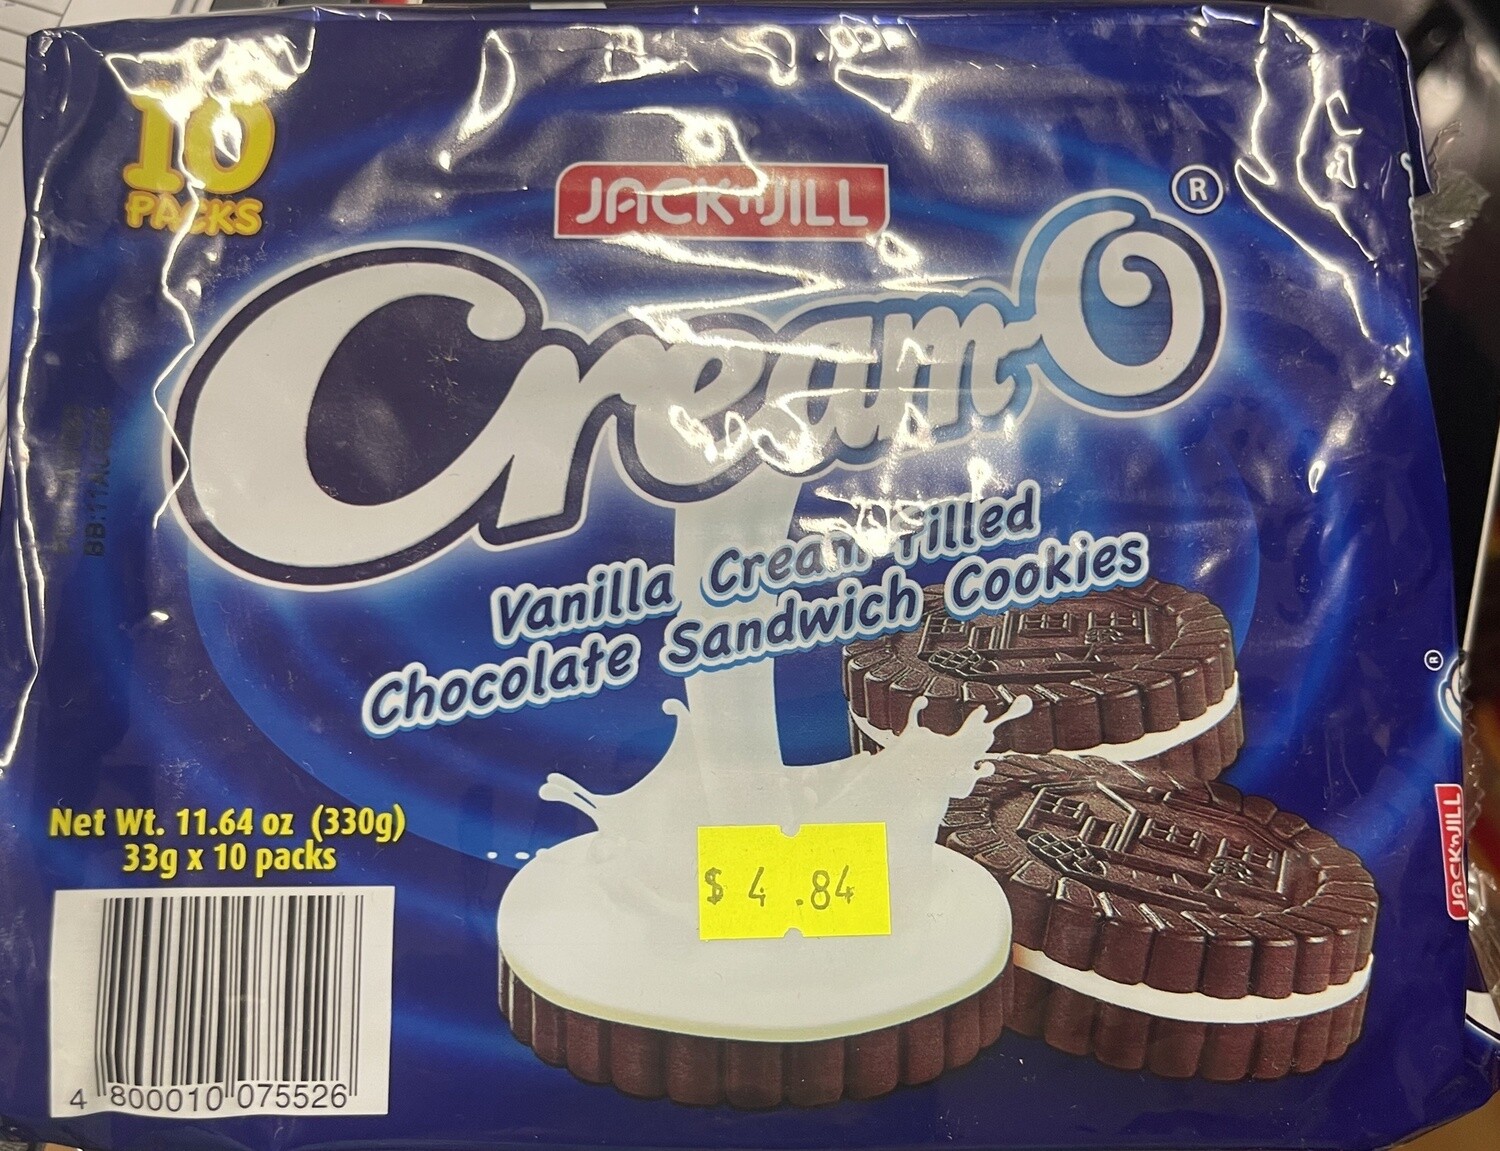 10
PACKS
JACK'n JILL
®
Cream-O
Vanilla Cream Filled
Chocolate Sandwich Cookies
Net Wt. 11.64 oz (330g)
33g x 10 packs
$ 4 .84
4 800010 075526
®
JACK'n JILL